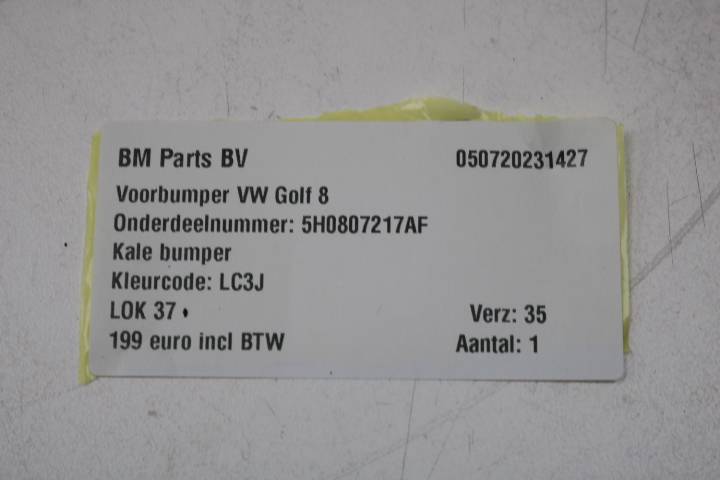 BM Parts BV 050720231427
Voorbumper VW Golf 8
Onderdeelnummer: 5H0807217AF
Kale bumper
Kleurcode: LC3J
LOK 37 Verz: 35
199 euro incl BTW Aantal: 1